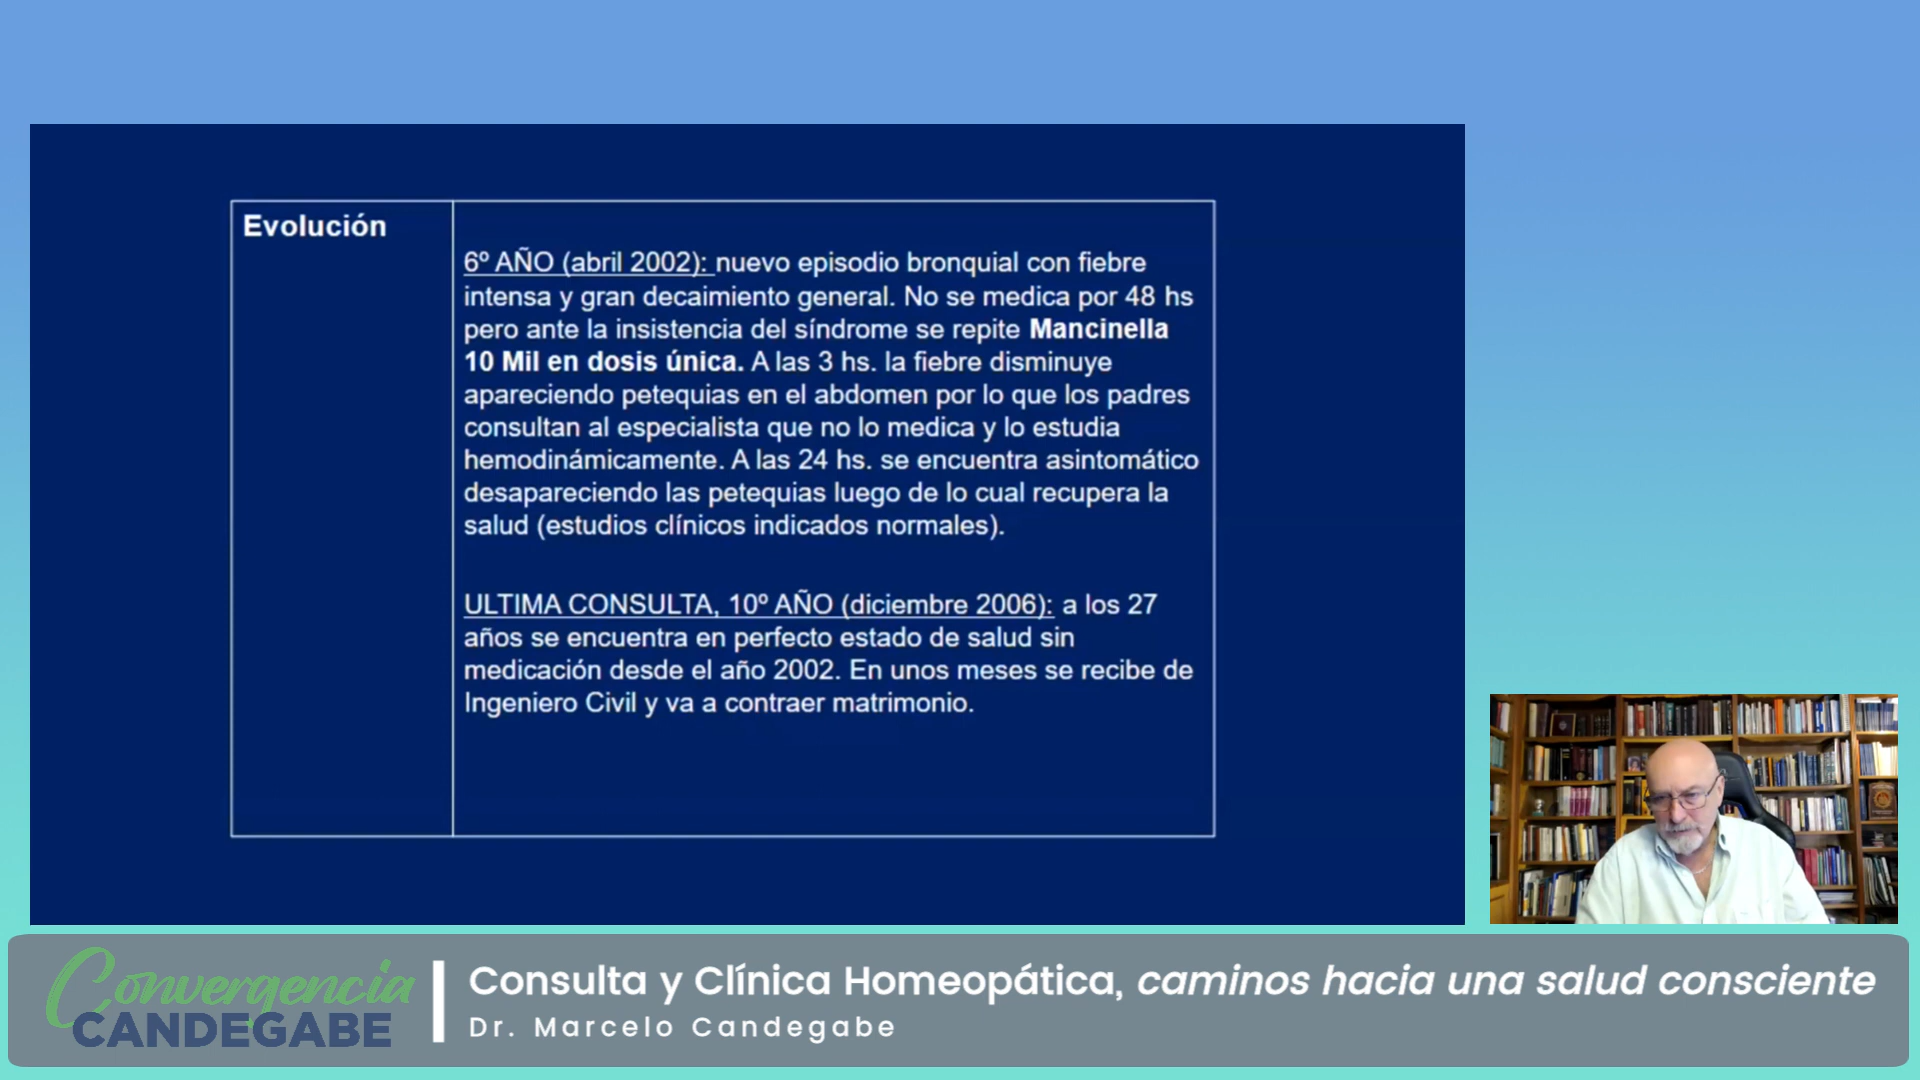 Evolución
6º AÑO (abril 2002): nuevo episodio bronquial con fiebre
intensa y gran decaimiento general. No se medica por 48 hs
pero ante la insistencia del síndrome se repite Mancinella
10 Mil en dosis única. A las 3 hs. la fiebre disminuye
apareciendo petequias en el abdomen por lo que los padres
consultan al especialista que no lo medica y lo estudia
hemodinámicamente. A las 24 hs. se encuentra asintomático
desapareciendo las petequias luego de lo cual recupera la
salud (estudios clínicos indicados normales).
ULTIMA CONSULTA, 10º AÑO (diciembre 2006): a los 27
años se encuentra en perfecto estado de salud sin
medicación desde el año 2002. En unos meses se recibe de
Ingeniero Civil y va a contraer matrimonio.
Convergencia
CANDEGABE
Consulta y Clínica Homeopática, caminos hacia una salud consciente
Dr. Marcelo Candegabe